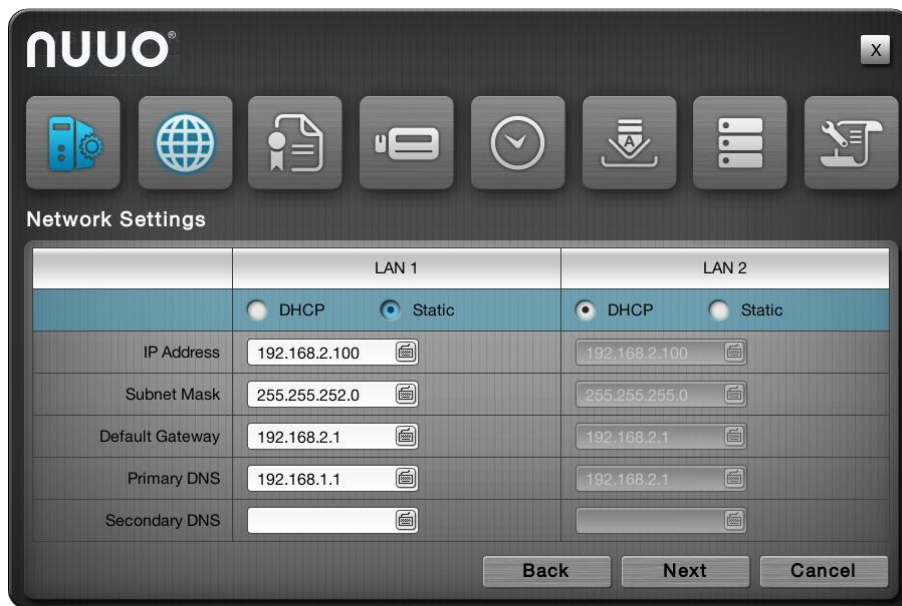 nuuo®
X
A
Network Settings
LAN 1 LAN 2
DHCP Static DHCP Static
IP Address 192.168.2.100 192.168.2.100
Subnet Mask 255.255.252.0 255.255.255.0
Default Gateway 192.168.2.1 192.168.2.1
Primary DNS 192.168.1.1 192.168.2.1
Secondary DNS
Back Next Cancel